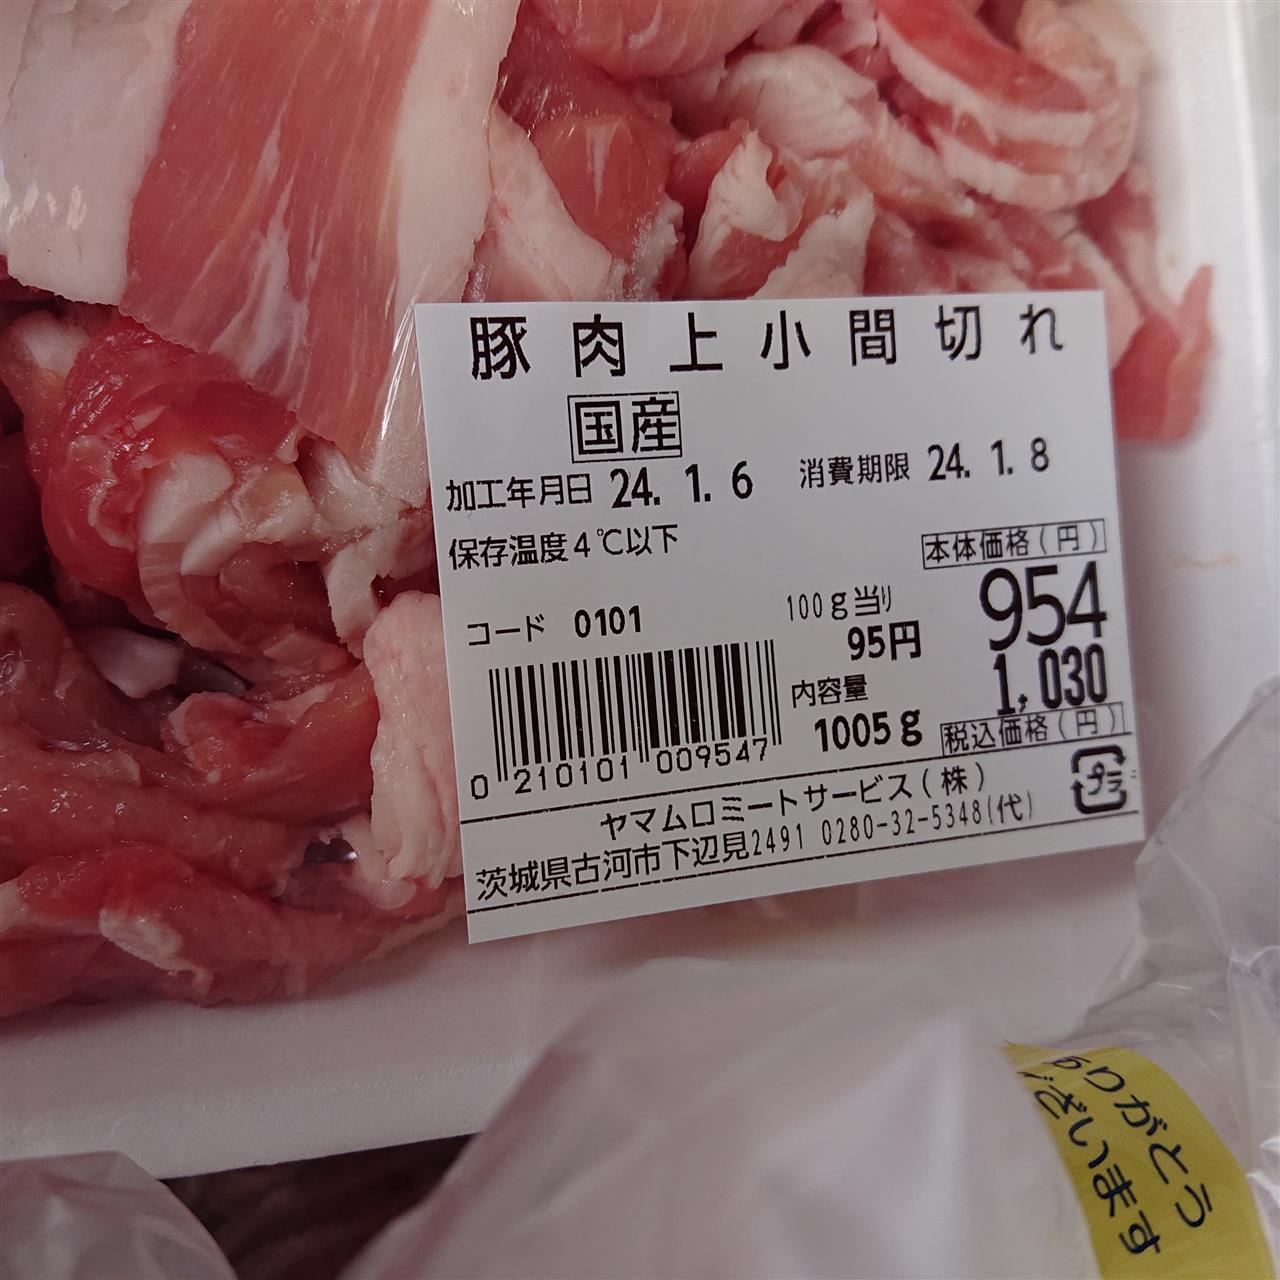 豚肉上小間切れ
国産
加工年月日 24. 1. 6 消費期限 24. 1. 8
保存温度4℃以下
本体価格(円)
954
コード 0101
100g当り
95円
1,030
税込価格(円)
内容量
1005g
0 210101 009547
プラ
ヤマムロミートサービス(株)
茨城県古河市下辺見2491 0280-32-5348(代)
ありがとう
ございます